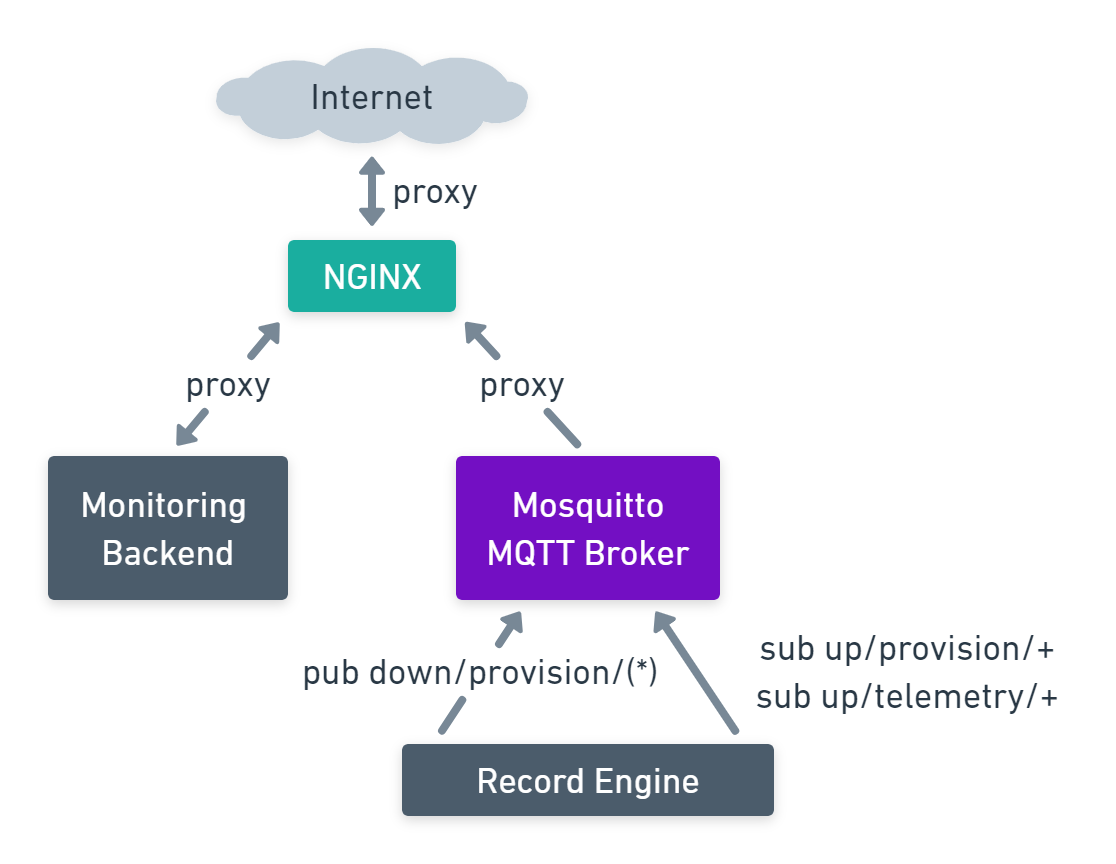 Internet
proxy
NGINX
proxy
proxy
Monitoring
Backend
Mosquitto
MQTT Broker
pub down/provision/(*)
sub up/provision/+
sub up/telemetry/+
Record Engine